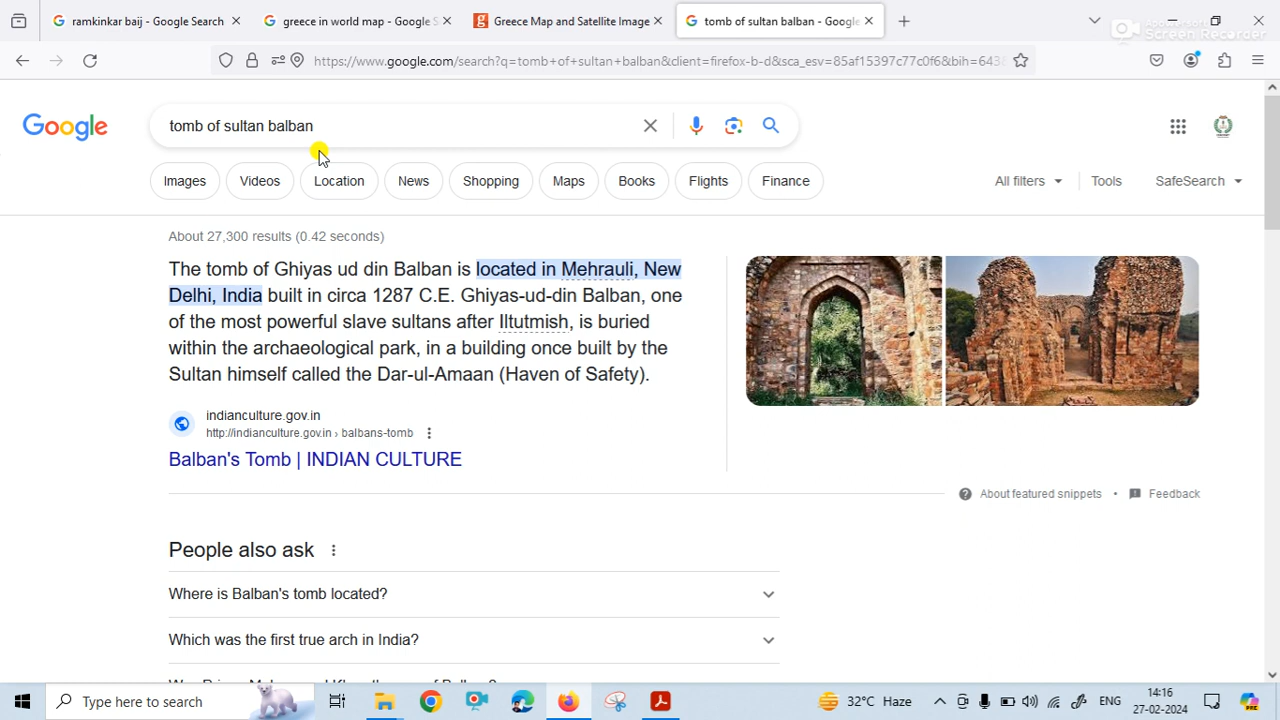 ramkinkar baij - Google Search
greece in world map - Google S
Greece Map and Satellite Image
tomb of sultan balban - Google
Screen Recorder
https://www.google.com/search?q=tomb+of+sultan+balban&client=firefox-b-d&sca_esv=85af15397c77c0f6&bih=643
Google
tomb of sultan balban
Images
Videos
Location
News
Shopping
Maps
Books
Flights
Finance
All filters
Tools
SafeSearch
About 27,300 results (0.42 seconds)
The tomb of Ghiyas ud din Balban is located in Mehrauli, New
Delhi, India built in circa 1287 C.E. Ghiyas-ud-din Balban, one
of the most powerful slave sultans after Iltutmish, is buried
within the archaeological park, in a building once built by the
Sultan himself called the Dar-ul-Amaan (Haven of Safety).
indianculture.gov.in
http://indianculture.gov.in › balbans-tomb
Balban's Tomb | INDIAN CULTURE
About featured snippets
•
Feedback
People also ask
Where is Balban's tomb located?
Which was the first true arch in India?
Type here to search
32°C Haze
ENG
14:16
27-02-2024